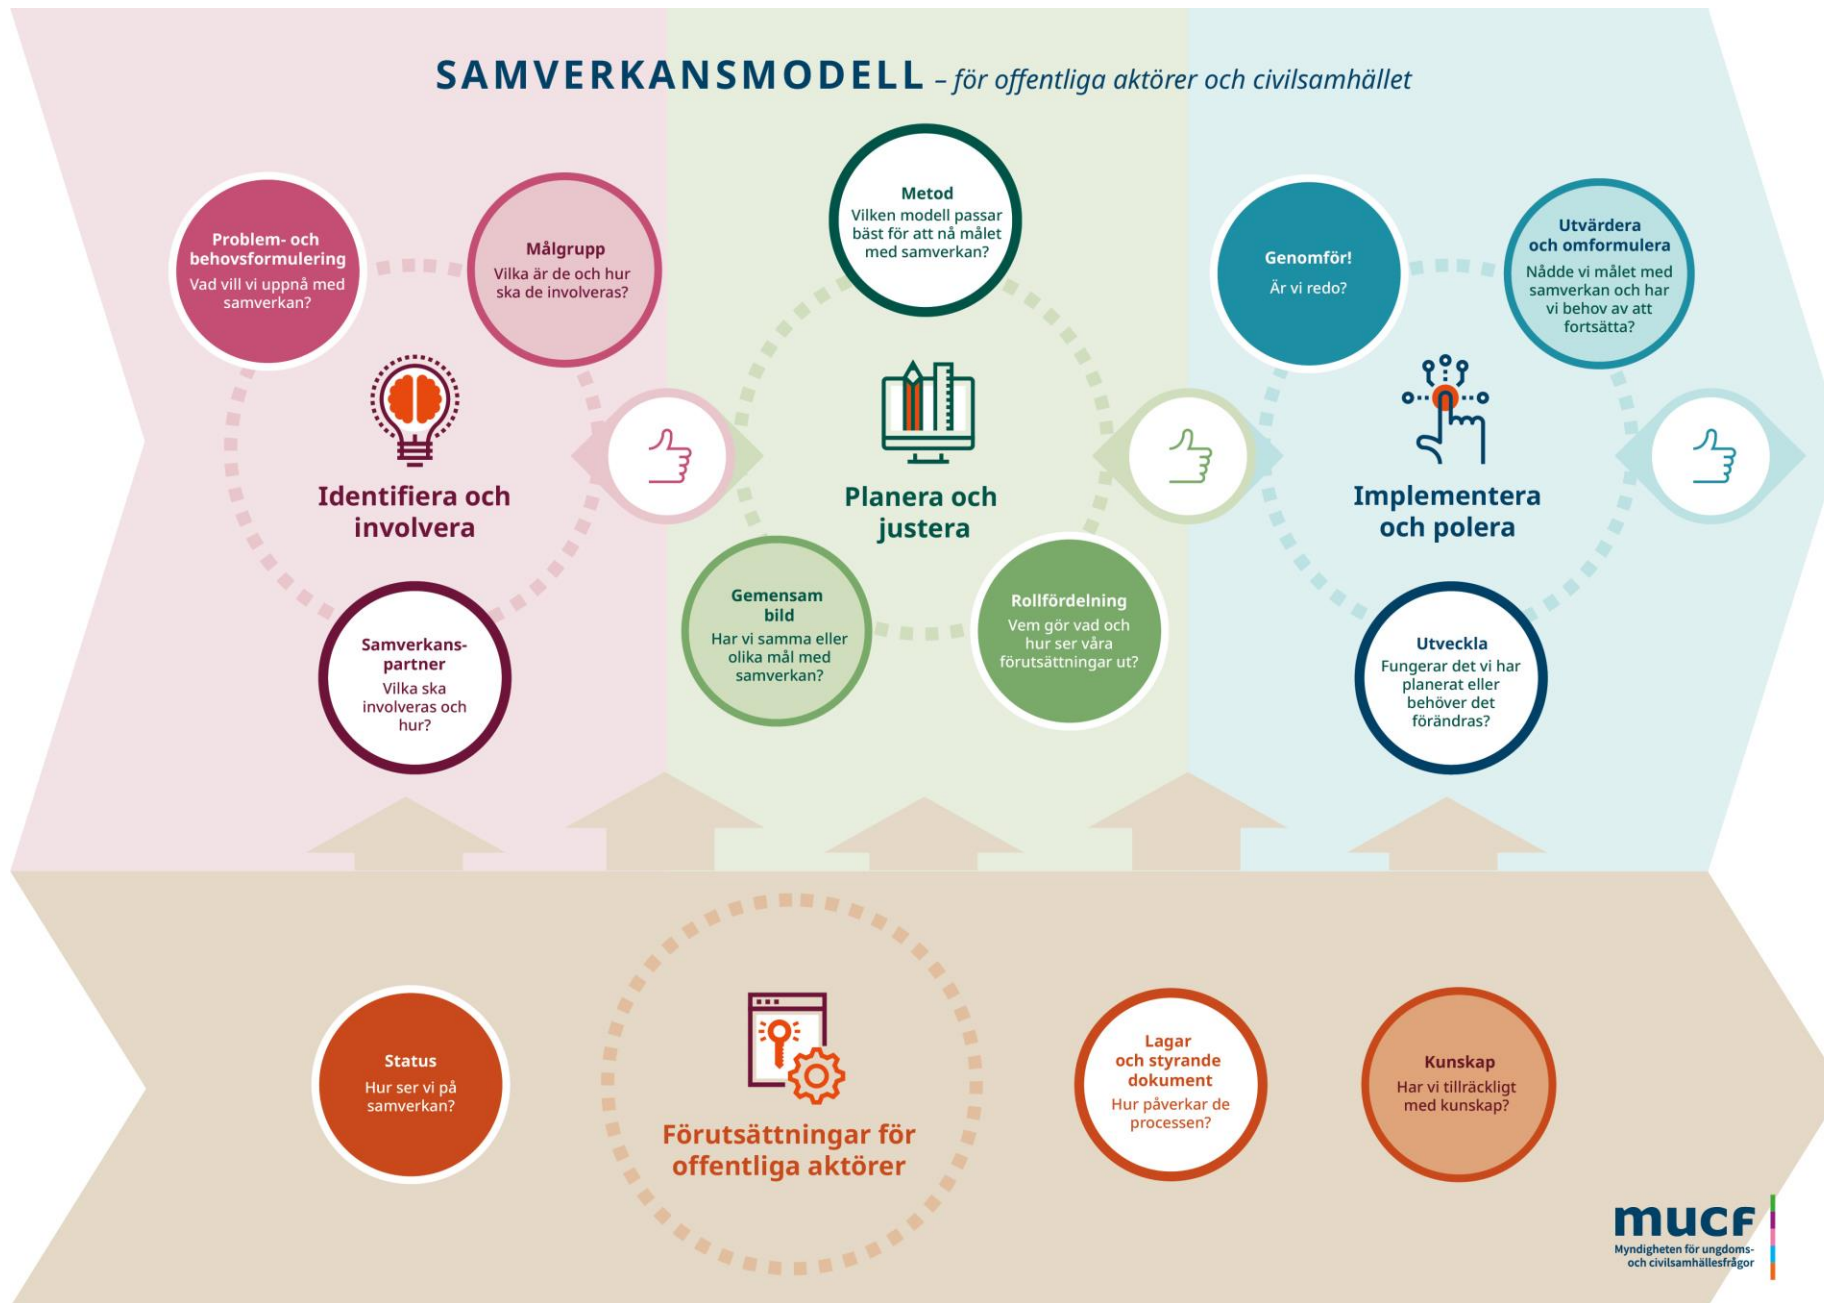 SAMVERKANSMODELL – för offentliga aktörer och civilsamhället
Problem- och
behovsformulering
Vad vill vi uppnå med
samverkan?
Målgrupp
Vilka är de och hur
ska de involveras?
Identifiera och
involvera
Samverkans-
partner
Vilka ska
involveras och
hur?
Metod
Vilken modell passar
bäst för att nå målet
med samverkan?
Planera och
justera
Gemensam
bild
Har vi samma eller
olika mål med
samverkan?
Rollfördelning
Vem gör vad och
hur ser våra
förutsättningar ut?
Genomför!
Är vi redo?
Utvärdera
och omformulera
Nådde vi målet med
samverkan och har
vi behov av att
fortsätta?
Implementera
och polera
Utveckla
Fungerar det vi har
planerat eller
behöver det
förändras?
Status
Hur ser vi på
samverkan?
Förutsättningar för
offentliga aktörer
Lagar
och styrande
dokument
Hur påverkar de
processen?
Kunskap
Har vi tillräckligt
med kunskap?
mucf
Myndigheten för ungdoms-
och civilsamhällesfrågor